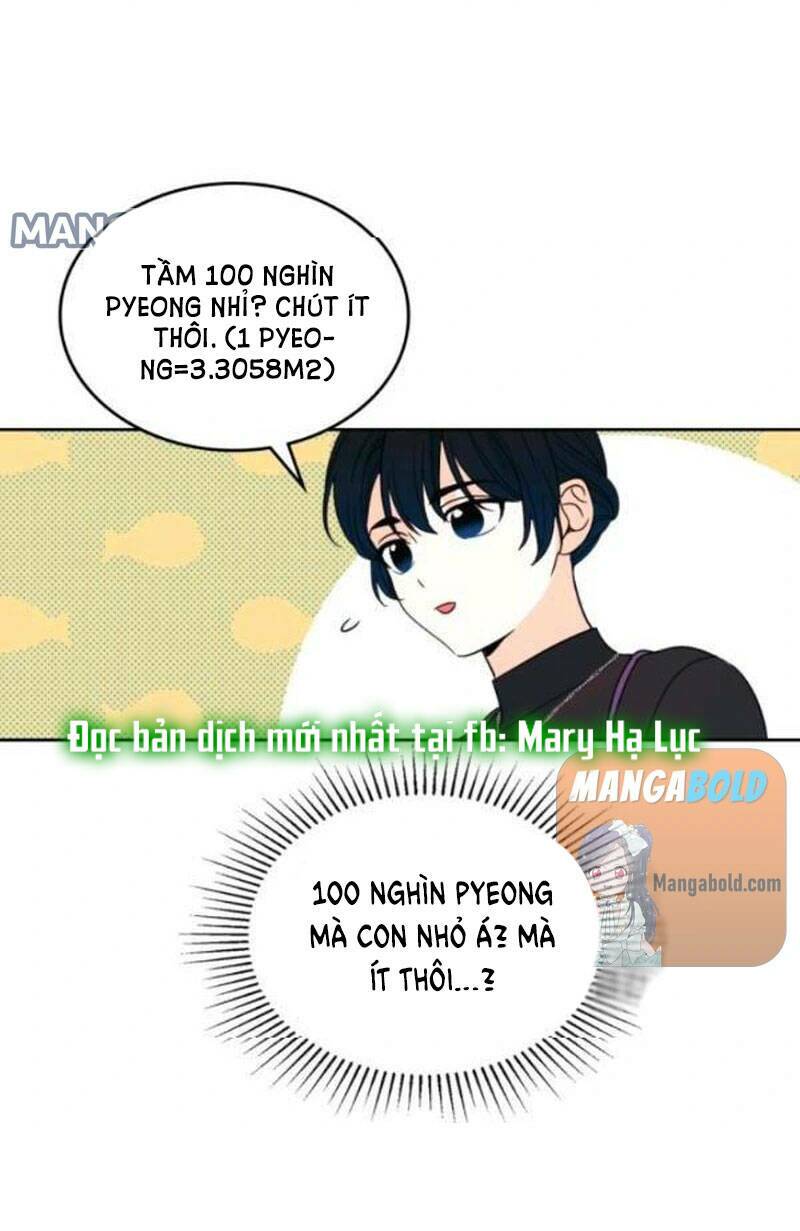 MANG
TẦM 100 NGHÌN
PYEONG NHỈ? CHÚT ÍT
THÔI. (1 PYEO-
NG=3.3058M2)
Đọc bản dịch mới nhất tại fb: Mary Hạ Lục
MANGABOLD
Mangabold.com
100 NGHÌN PYEONG
MÀ CON NHỎ Á? MÀ
ÍT THÔI...?